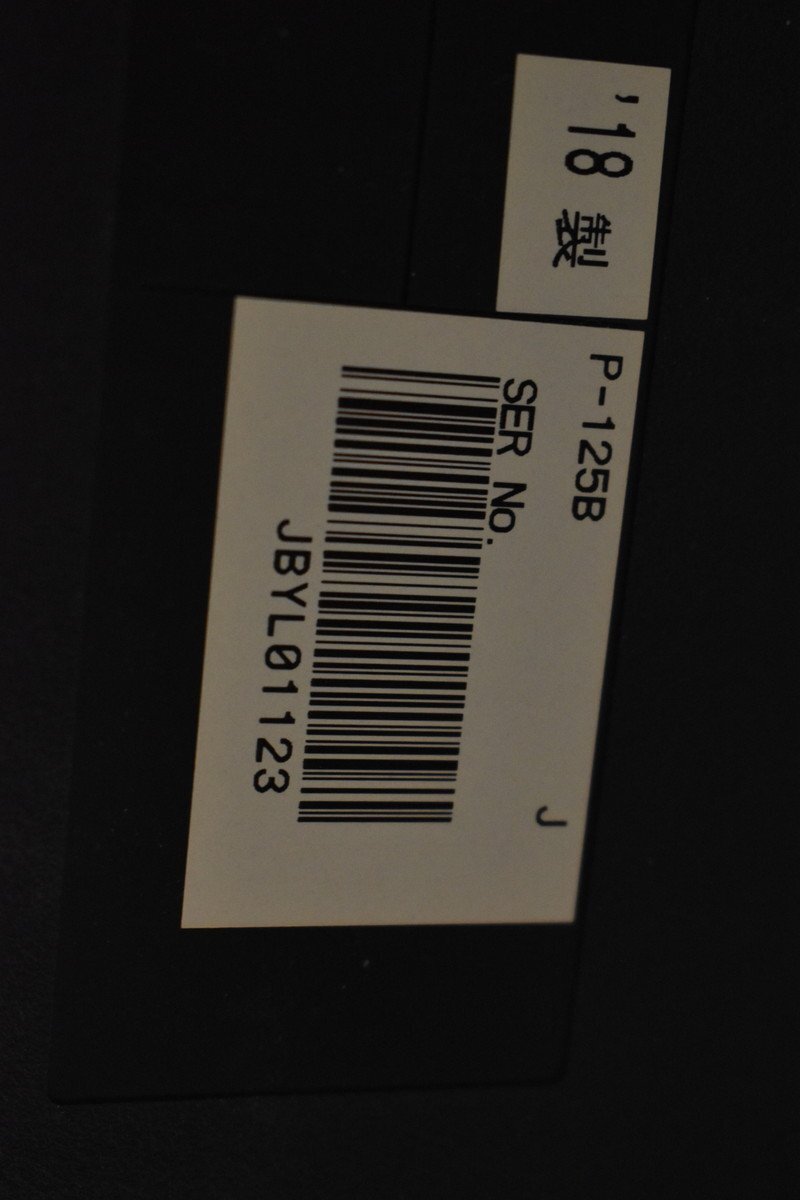 '18 製
P-125B J
SER No.
JBYL01123